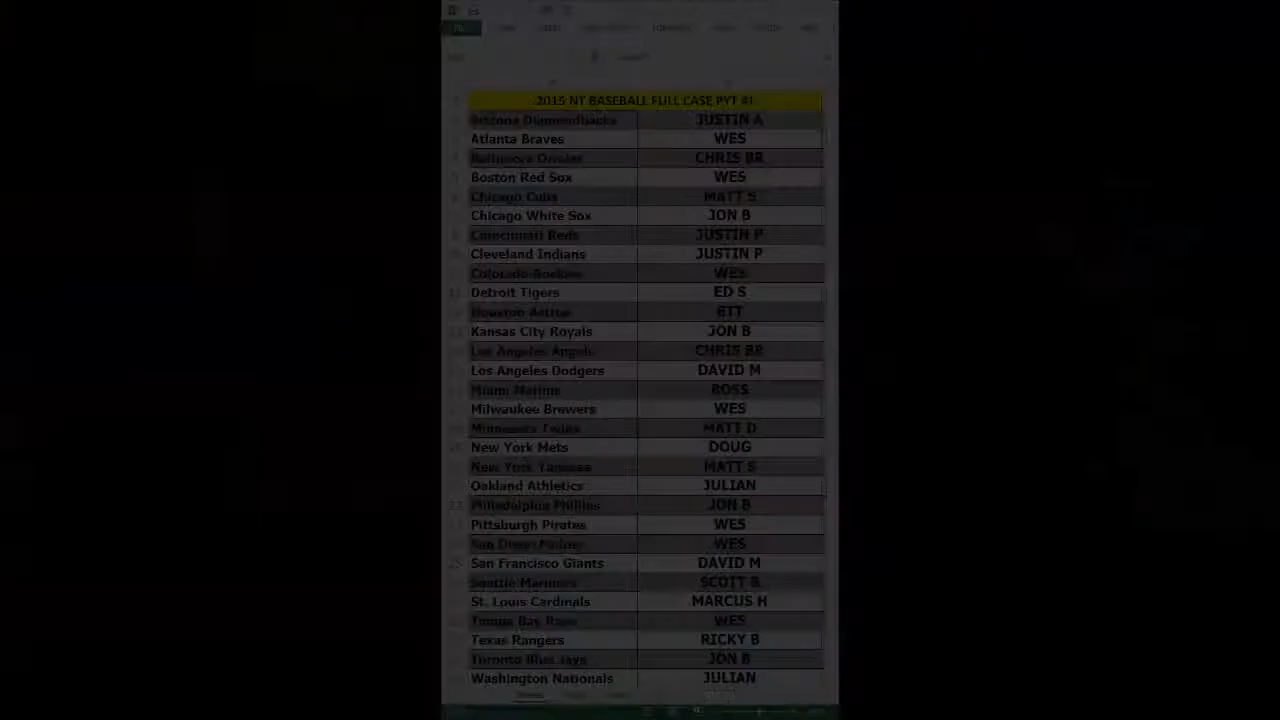 2015 NT BASEBALL FULL CASE PYT #1
Arizona Diamondbacks JUSTIN A
Atlanta Braves WES
Baltimore Orioles CHRIS BR
Boston Red Sox WES
Chicago Cubs MATT S
Chicago White Sox JON B
Cincinnati Reds JUSTIN P
Cleveland Indians JUSTIN P
Colorado Rockies WES
Detroit Tigers ED S
Houston Astros
Kansas City Royals JON B
Los Angeles Angels CHRIS BR
Los Angeles Dodgers DAVID M
Miami Marlins
Milwaukee Brewers WES
Minnesota Twins MATT D
New York Mets DOUG
New York Yankees MATT S
Oakland Athletics JULIAN
Philadelphia Phillies JON B
Pittsburgh Pirates WES
San Diego Padres WES
San Francisco Giants DAVID M
Seattle Mariners SCOTT
St. Louis Cardinals MARCUS H
Tampa Bay Rays WES
Texas Rangers RICKY B
Toronto Blue Jays JON B
Washington Nationals JULIAN